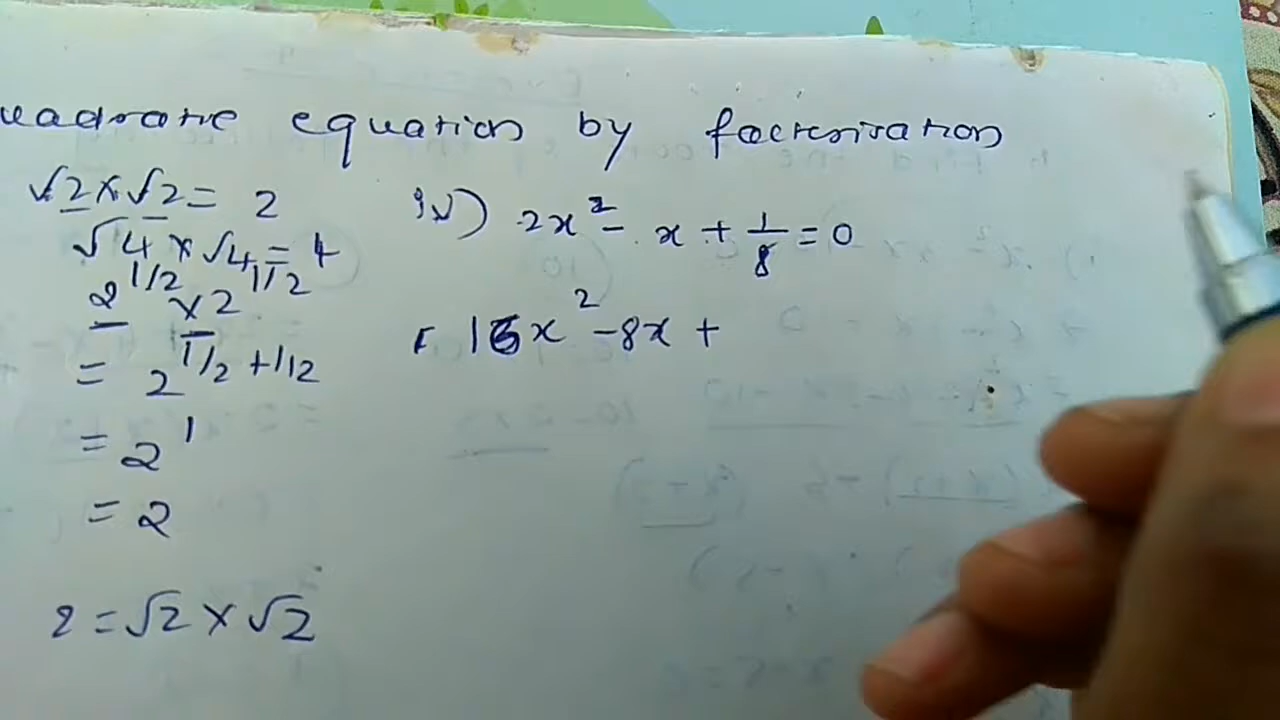 uadratic equation by factorisation
√2 × √2 = 2
√4 × √4 = 4
2^1/2 × 2^1/2
= 2^1/2 + 1/2
= 2^1
= 2
2 = √2 × √2
iv) 2x² - x + 1/8 = 0
16x² - 8x +